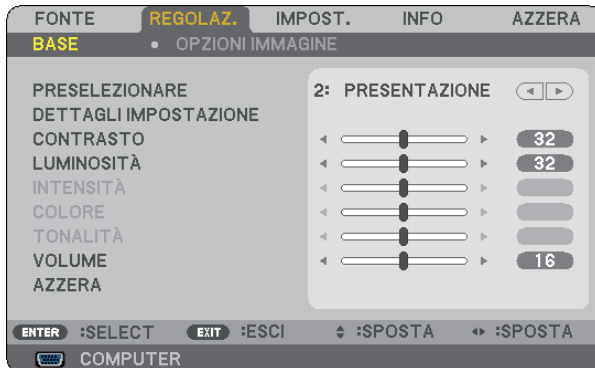 FONTE REGOLAZ. IMPOST. INFO AZZERA
BASE • OPZIONI IMMAGINE
PRESELEZIONARE 2: PRESENTAZIONE
DETTAGLI IMPOSTAZIONE
CONTRASTO 32
LUMINOSITÀ 32
INTENSITÀ
COLORE
TONALITÀ
VOLUME 16
AZZERA
ENTER :SELECT EXIT :ESCI :SPOSTA :SPOSTA
COMPUTER